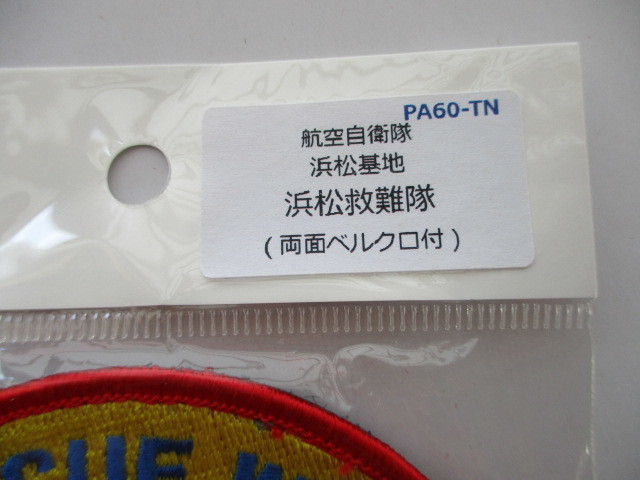 PA60-TN
航空自衛隊
浜松基地
浜松救難隊
(両面ベルクロ付)